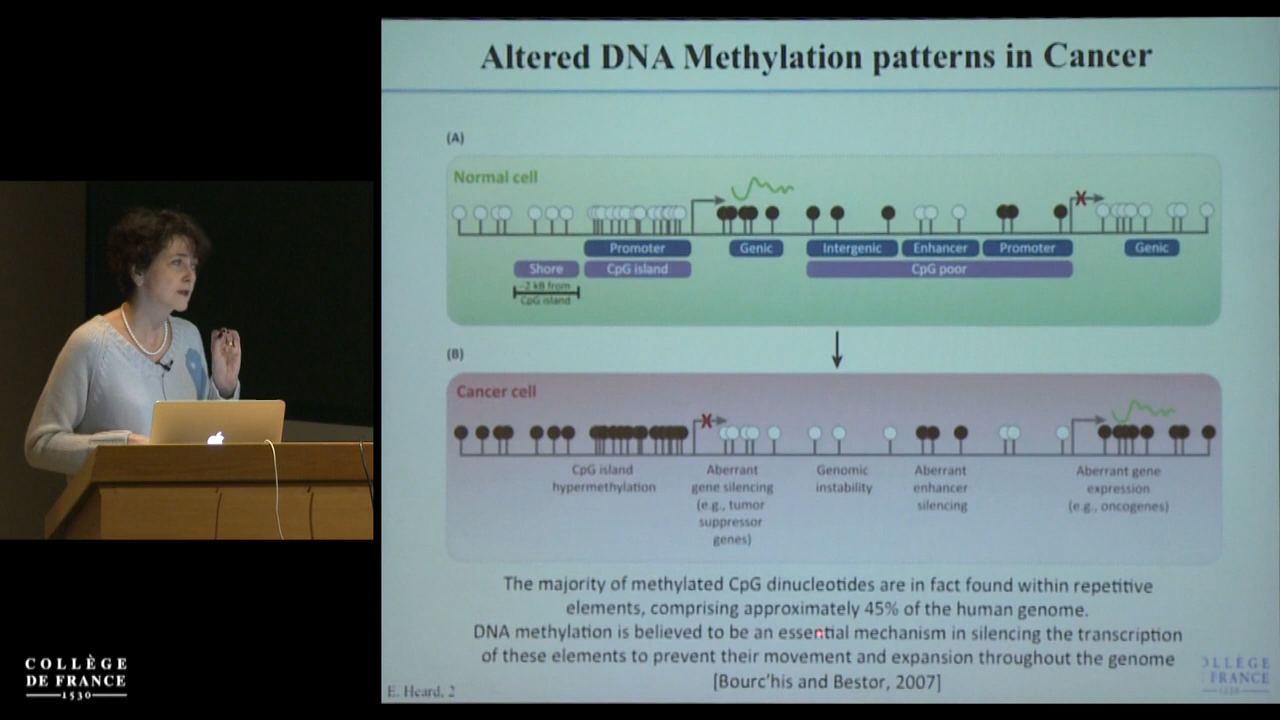 Altered DNA Methylation patterns in Cancer
(A)
Normal cell
X
Promoter
Genic
Intergenic
Enhancer
Promoter
Genic
Shore
CpG island
CpG poor
~2 kB from
CpG island
(B)
Cancer cell
X
CpG island
hypermethylation
Aberrant
gene silencing
(e.g., tumor
suppressor
genes)
Genomic
instability
Aberrant
enhancer
silencing
Aberrant gene
expression
(e.g., oncogenes)
The majority of methylated CpG dinucleotides are in fact found within repetitive
elements, comprising approximately 45% of the human genome.
DNA methylation is believed to be an essential mechanism in silencing the transcription
of these elements to prevent their movement and expansion throughout the genome
[Bourc'his and Bestor, 2007]
E. Heard, 2
OLLÈGE
FRANCE
1530
COLLÈGE
DE FRANCE
1530